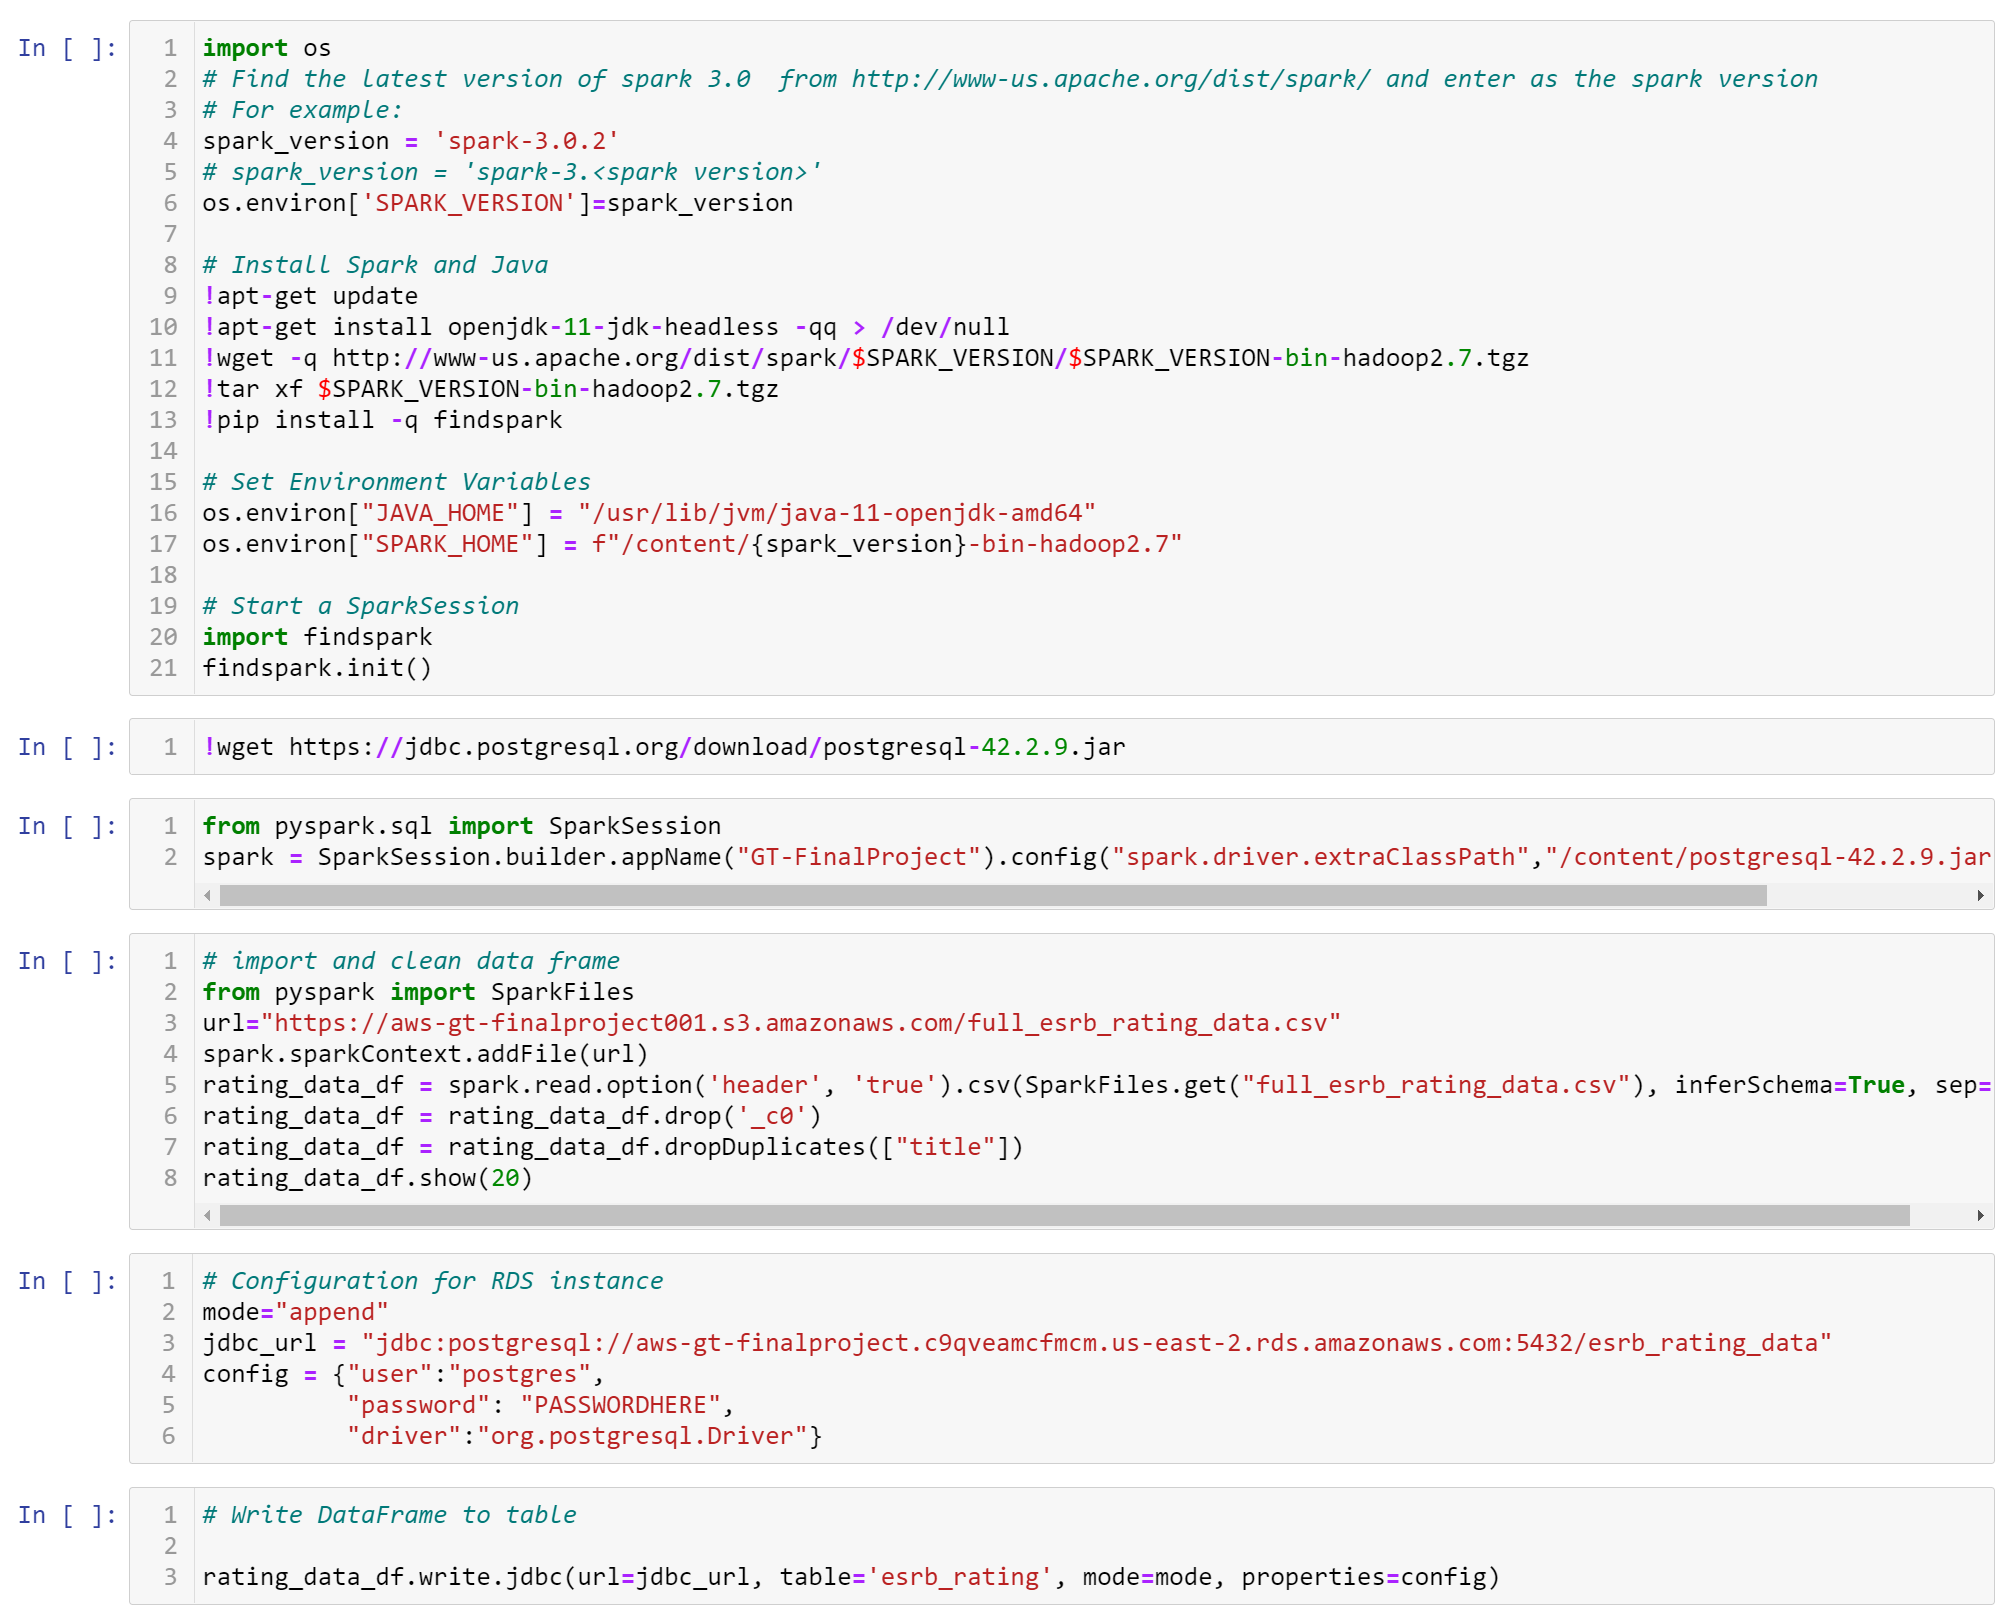 In [ ]:
1 import os
2 # Find the latest version of spark 3.0  from http://www-us.apache.org/dist/spark/ and enter as the spark version
3 # For example:
4 spark_version = 'spark-3.0.2'
5 # spark_version = 'spark-3.<spark version>'
6 os.environ['SPARK_VERSION']=spark_version
7
8 # Install Spark and Java
9 !apt-get update
10 !apt-get install openjdk-11-jdk-headless -qq > /dev/null
11 !wget -q http://www-us.apache.org/dist/spark/$SPARK_VERSION/$SPARK_VERSION-bin-hadoop2.7.tgz
12 !tar xf $SPARK_VERSION-bin-hadoop2.7.tgz
13 !pip install -q findspark
14
15 # Set Environment Variables
16 os.environ["JAVA_HOME"] = "/usr/lib/jvm/java-11-openjdk-amd64"
17 os.environ["SPARK_HOME"] = f"/content/{spark_version}-bin-hadoop2.7"
18
19 # Start a SparkSession
20 import findspark
21 findspark.init()
In [ ]:
1 !wget https://jdbc.postgresql.org/download/postgresql-42.2.9.jar
In [ ]:
1 from pyspark.sql import SparkSession
2 spark = SparkSession.builder.appName("GT-FinalProject").config("spark.driver.extraClassPath","/content/postgresql-42.2.9.jar
In [ ]:
1 # import and clean data frame
2 from pyspark import SparkFiles
3 url="https://aws-gt-finalproject001.s3.amazonaws.com/full_esrb_rating_data.csv"
4 spark.sparkContext.addFile(url)
5 rating_data_df = spark.read.option('header', 'true').csv(SparkFiles.get("full_esrb_rating_data.csv"), inferSchema=True, sep=
6 rating_data_df = rating_data_df.drop('_c0')
7 rating_data_df = rating_data_df.dropDuplicates(["title"])
8 rating_data_df.show(20)
In [ ]:
1 # Configuration for RDS instance
2 mode="append"
3 jdbc_url = "jdbc:postgresql://aws-gt-finalproject.c9qveamcfmcm.us-east-2.rds.amazonaws.com:5432/esrb_rating_data"
4 config = {"user":"postgres",
5           "password": "PASSWORDHERE",
6           "driver":"org.postgresql.Driver"}
In [ ]:
1 # Write DataFrame to table
2
3 rating_data_df.write.jdbc(url=jdbc_url, table='esrb_rating', mode=mode, properties=config)